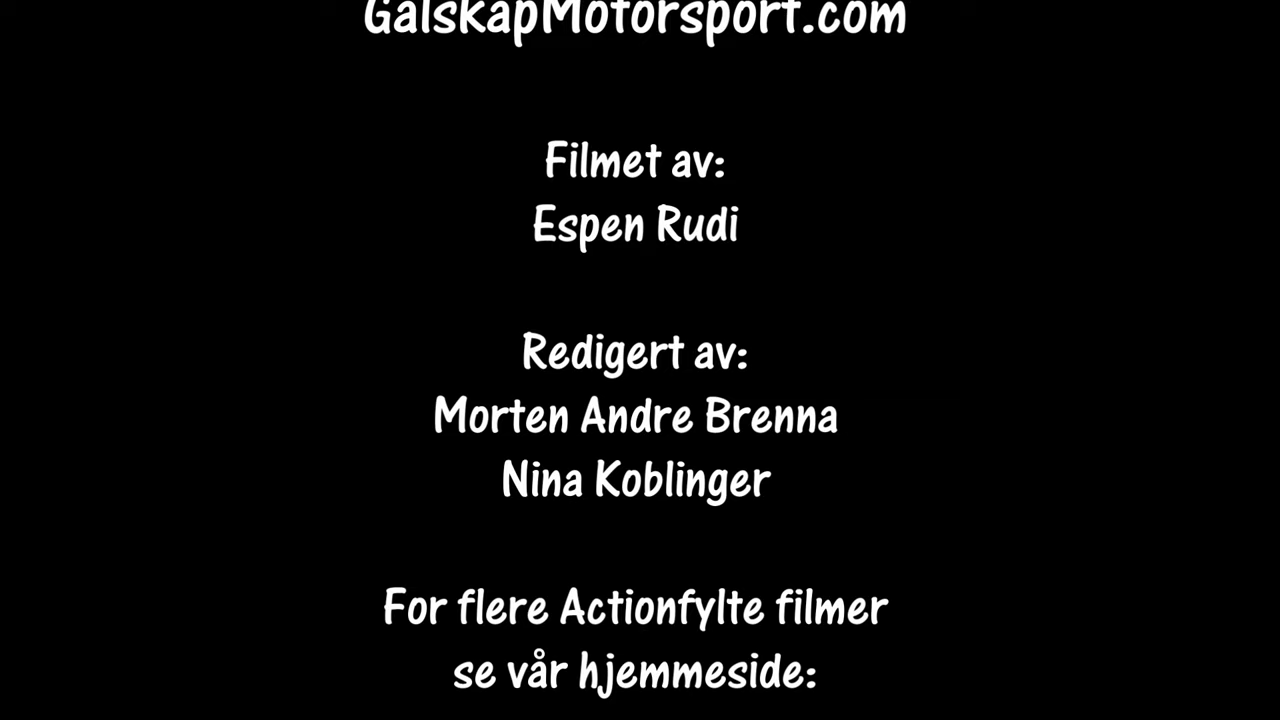 GalskapMotorsport.com
Filmet av:
Espen Rudi
Redigert av:
Morten Andre Brenna
Nina Koblinger
For flere Actionfylte filmer
se vår hjemmeside: